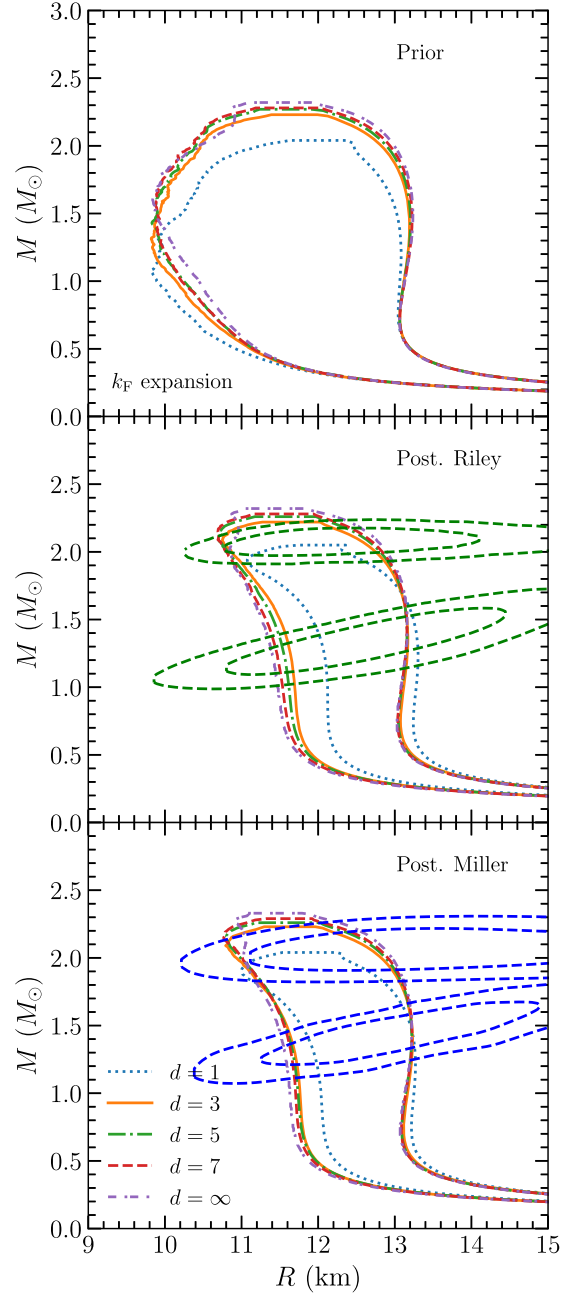 3.0
Prior
2.5
2.0
M (M⊙)
1.5
1.0
0.5
k_F expansion
0.0
Post. Riley
2.5
2.0
M (M⊙)
1.5
1.0
0.5
0.0
Post. Miller
2.5
2.0
M (M⊙)
1.5
1.0
d = 1
d = 3
0.5
d = 5
d = 7
d = ∞
0.0
9 10 11 12 13 14 15
R (km)